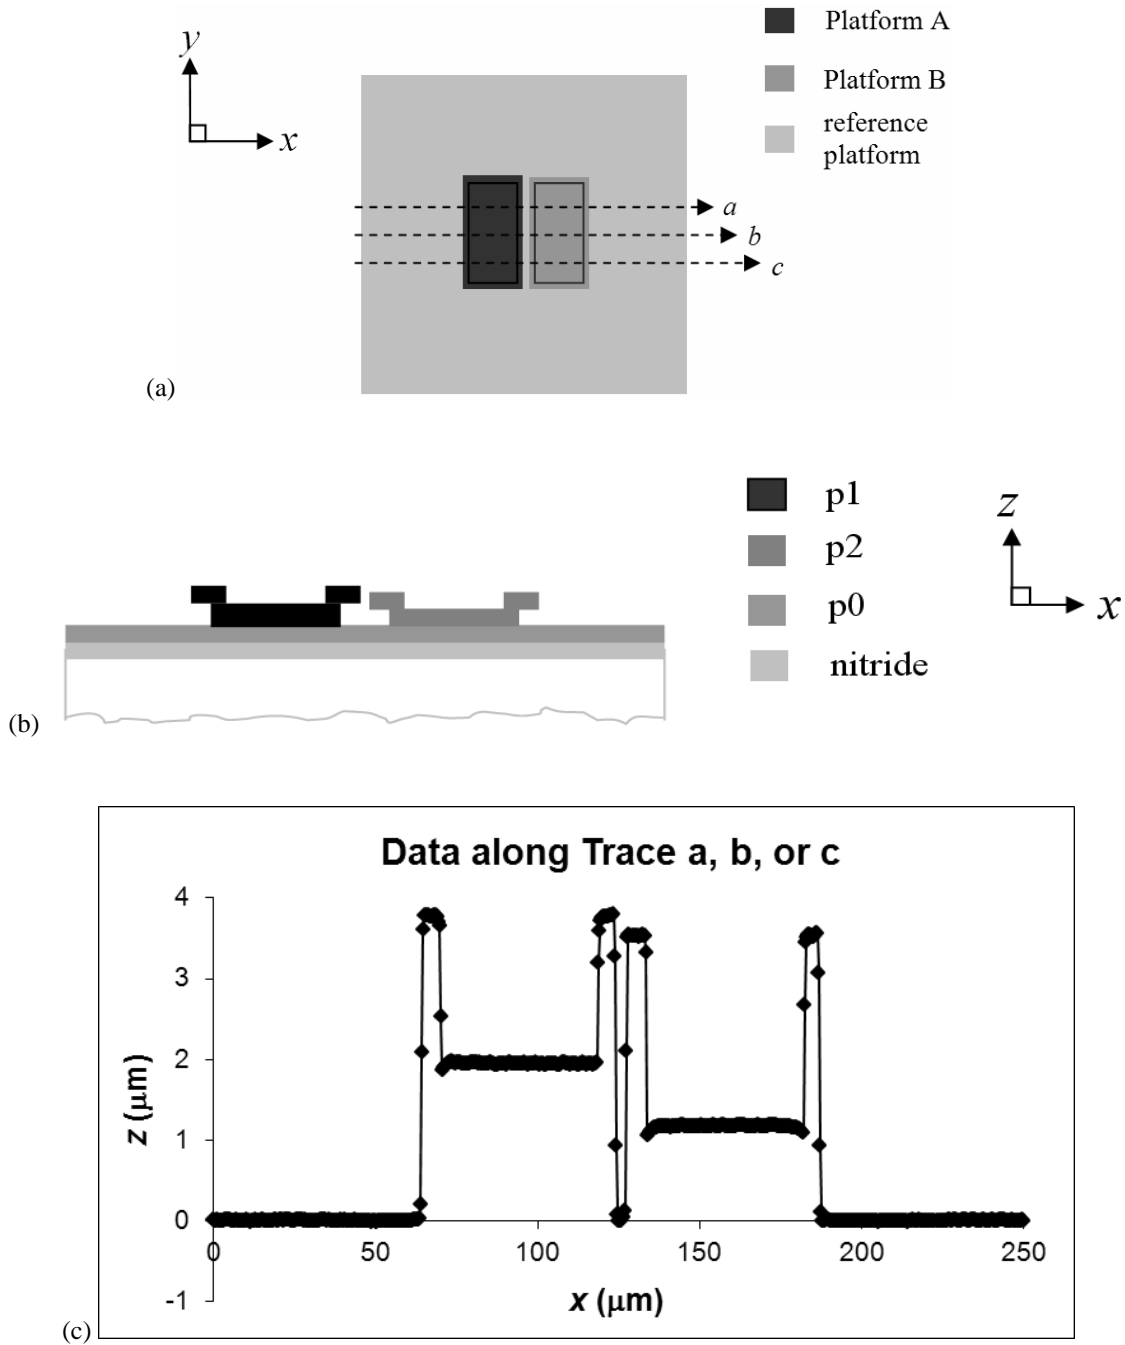 Platform A
y
Platform B
x
reference
platform
a
b
c
(a)
p1
z
p2
p0
x
nitride
(b)
Data along Trace a, b, or c
4
3
2
1
0
-1
z (μm)
0 50 100 150 200 250
x (μm)
(c)